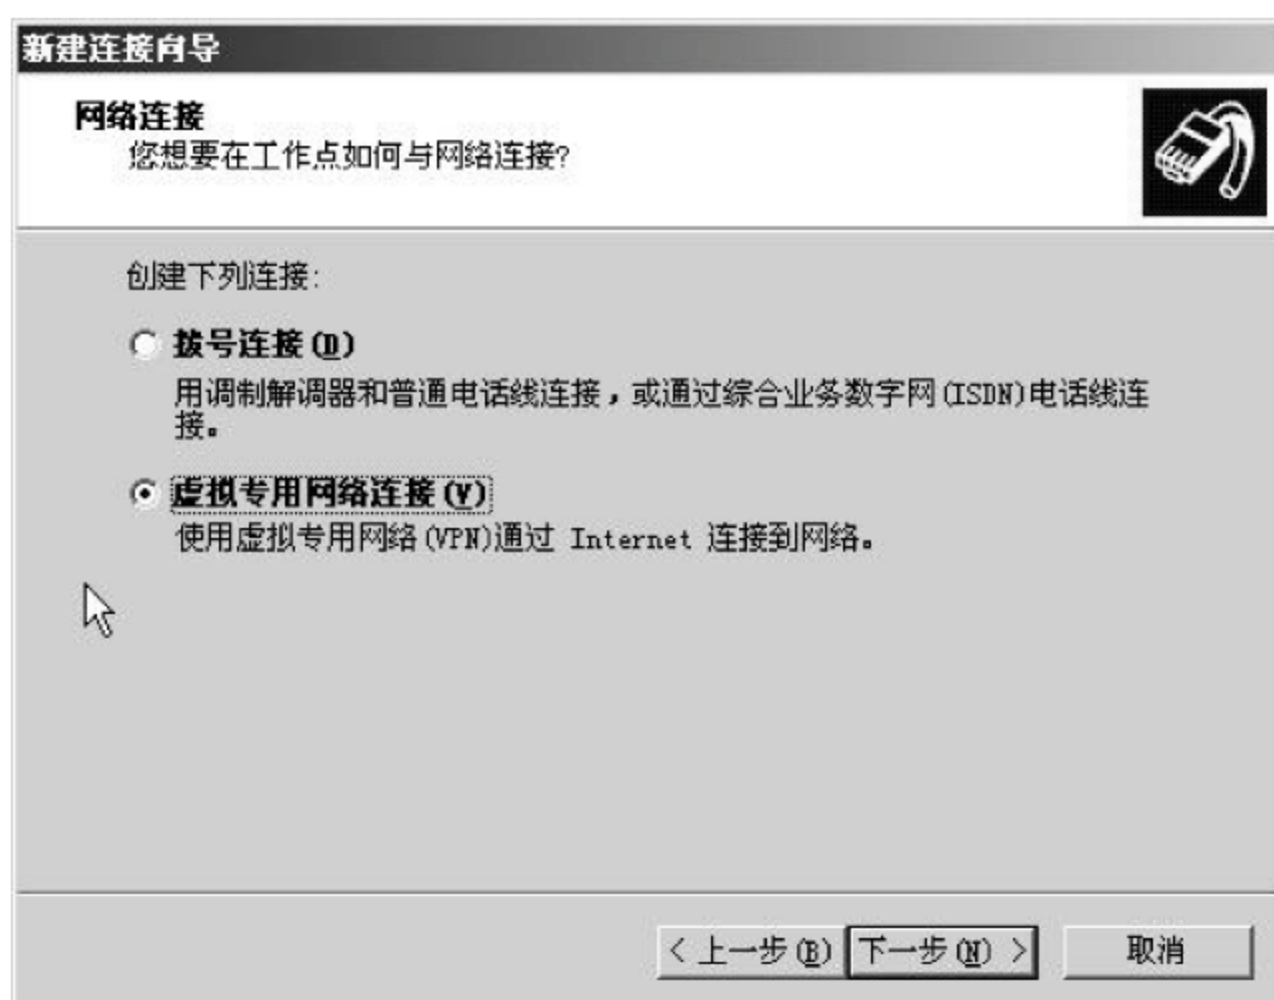 新建连接向导
网络连接
您想要在工作点如何与网络连接?
创建下列连接:
拨号连接(D)
用调制解调器和普通电话线连接，或通过综合业务数字网(ISDN)电话线连
接。
虚拟专用网络连接(V)
使用虚拟专用网络(VPN)通过 Internet 连接到网络。
< 上一步(B) 下一步(N) > 取消